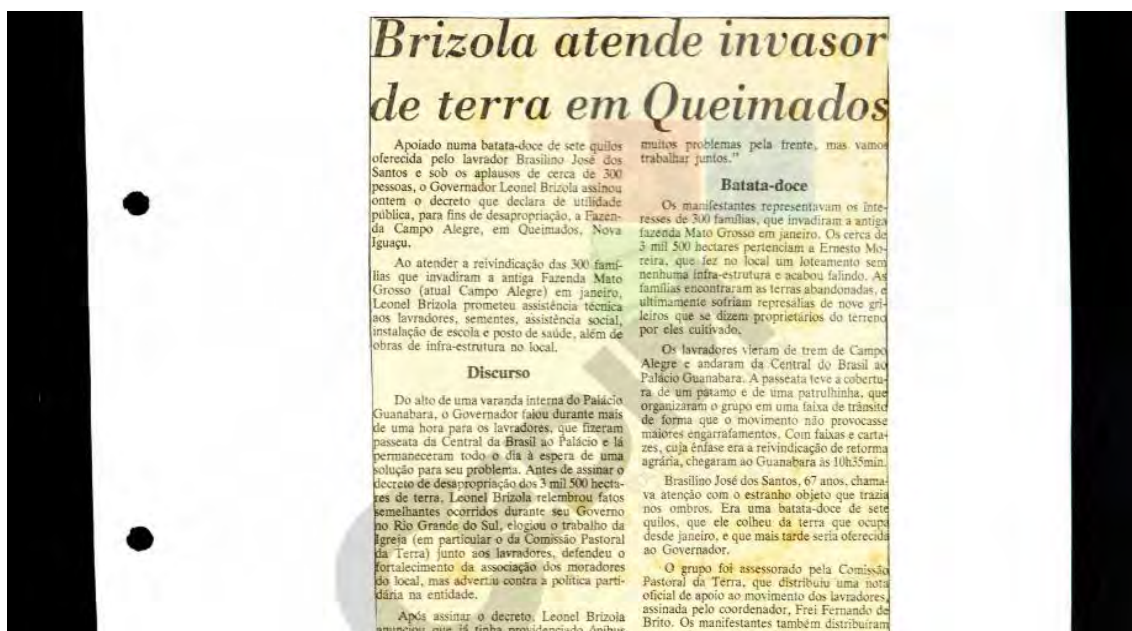 Brizola atende invasor
de terra em Queimados
Apoiado numa batata-doce de sete quilos
oferecida pelo lavrador Brasilino José dos
Santos e sob os aplausos de cerca de 300
pessoas, o Governador Leonel Brizola assinou
ontem o decreto que declara de utilidade
pública, para fins de desapropriação, a Fazen-
da Campo Alegre, em Queimados, Nova
Iguaçu.
Ao atender a reivindicação das 300 famí-
lias que invadiram a antiga Fazenda Mato
Grosso (atual Campo Alegre) em janeiro,
Leonel Brizola prometeu assistência técnica
aos lavradores, sementes, assistência social,
instalação de escola e posto de saúde, além de
obras de infra-estrutura no local.
Discurso
Do alto de uma varanda interna do Palácio
Guanabara, o Governador falou durante mais
de uma hora para os lavradores, que fizeram
passeata da Central da Brasil ao Palácio e lá
permaneceram todo o dia à espera de uma
solução para seu problema. Antes de assinar o
decreto de desapropriação dos 3 mil 500 hecta-
res de terra, Leonel Brizola relembrou fatos
semelhantes ocorridos durante seu Governo
no Rio Grande do Sul, elogiou o trabalho da
Igreja (em particular o da Comissão Pastoral
da Terra) junto aos lavradores, defendeu o
fortalecimento da associação dos moradores
do local, mas advertiu contra a política parti-
dária na entidade.
Após assinar o decreto, Leonel Brizola
anunciou que já tinha providenciado ônibus
muitos problemas pela frente, mas vamos
trabalhar juntos."
Batata-doce
Os manifestantes representavam os inte-
resses de 300 famílias, que invadiram a antiga
fazenda Mato Grosso em janeiro. Os cerca de
3 mil 500 hectares pertenciam a Ernesto Mo-
reira, que fez no local um loteamento sem
nenhuma infra-estrutura e acabou falindo. As
famílias encontraram as terras abandonadas, e
ultimamente sofriam represálias de nove gri-
leiros que se dizem proprietários do terreno
por eles cultivado.
Os lavradores vieram de trem de Campo
Alegre e andaram da Central do Brasil ao
Palácio Guanabara. A passeata teve a cobertu-
ra de um patamo e de uma patrulhinha, que
organizaram o grupo em uma faixa de trânsito
de forma que o movimento não provocasse
maiores engarrafamentos. Com faixas e carta-
zes, cuja ênfase era a reivindicação de reforma
agrária, chegaram ao Guanabara às 10h35min.
Brasilino José dos Santos, 67 anos, chama-
va atenção com o estranho objeto que trazia
nos ombros. Era uma batata-doce de sete
quilos, que ele colheu da terra que ocupa
desde janeiro, e que mais tarde seria oferecida
ao Governador.
O grupo foi assessorado pela Comissão
Pastoral da Terra, que distribuiu uma nota
oficial de apoio ao movimento dos lavradores,
assinada pelo coordenador, Frei Fernando de
Brito. Os manifestantes também distribuíram